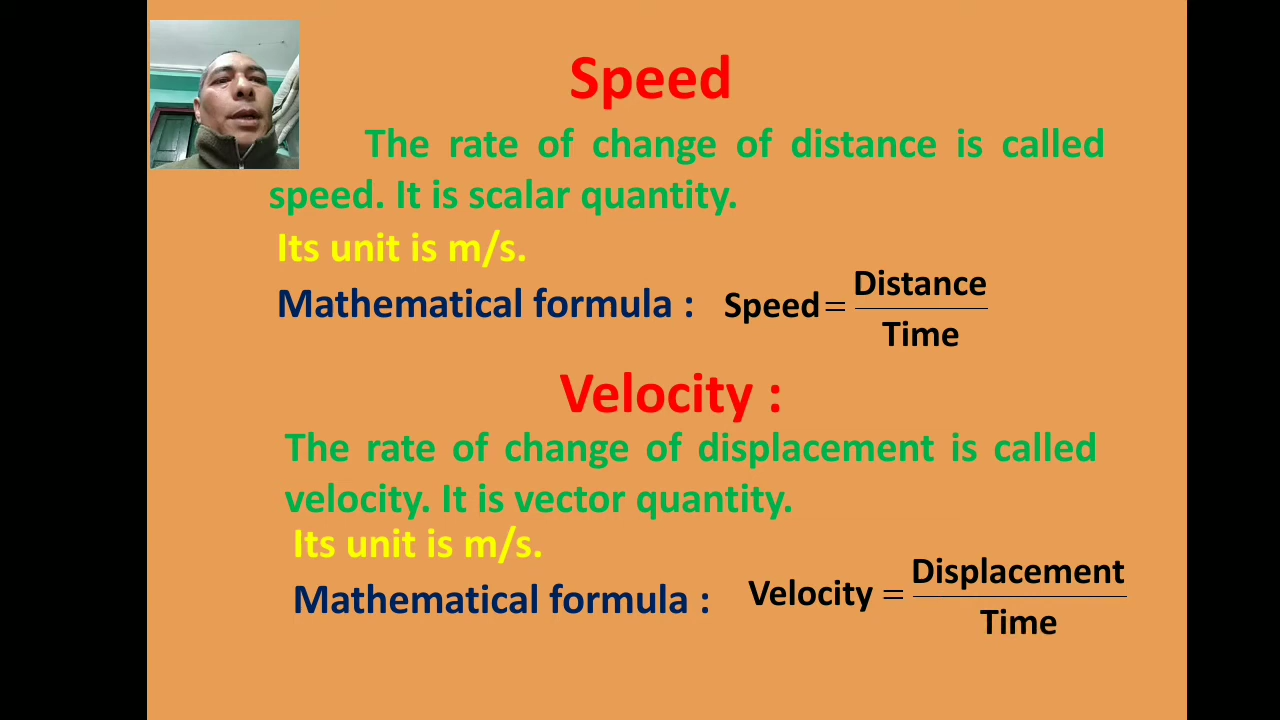 Speed
The rate of change of distance is called
speed. It is scalar quantity.
Its unit is m/s.
Mathematical formula : Speed = Distance / Time
Velocity :
The rate of change of displacement is called
velocity. It is vector quantity.
Its unit is m/s.
Mathematical formula : Velocity = Displacement / Time